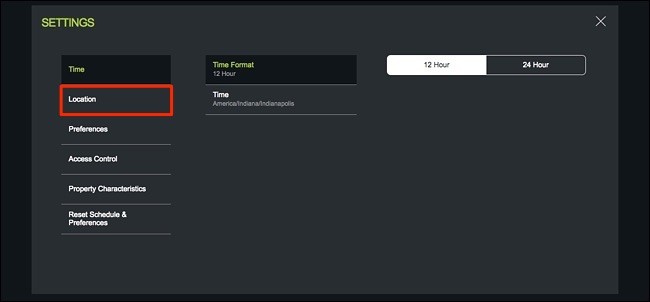 SETTINGS
Time
Location
Preferences
Access Control
Property Characteristics
Reset Schedule &
Preferences
Time Format
12 Hour
Time
America/Indiana/Indianapolis
12 Hour
24 Hour